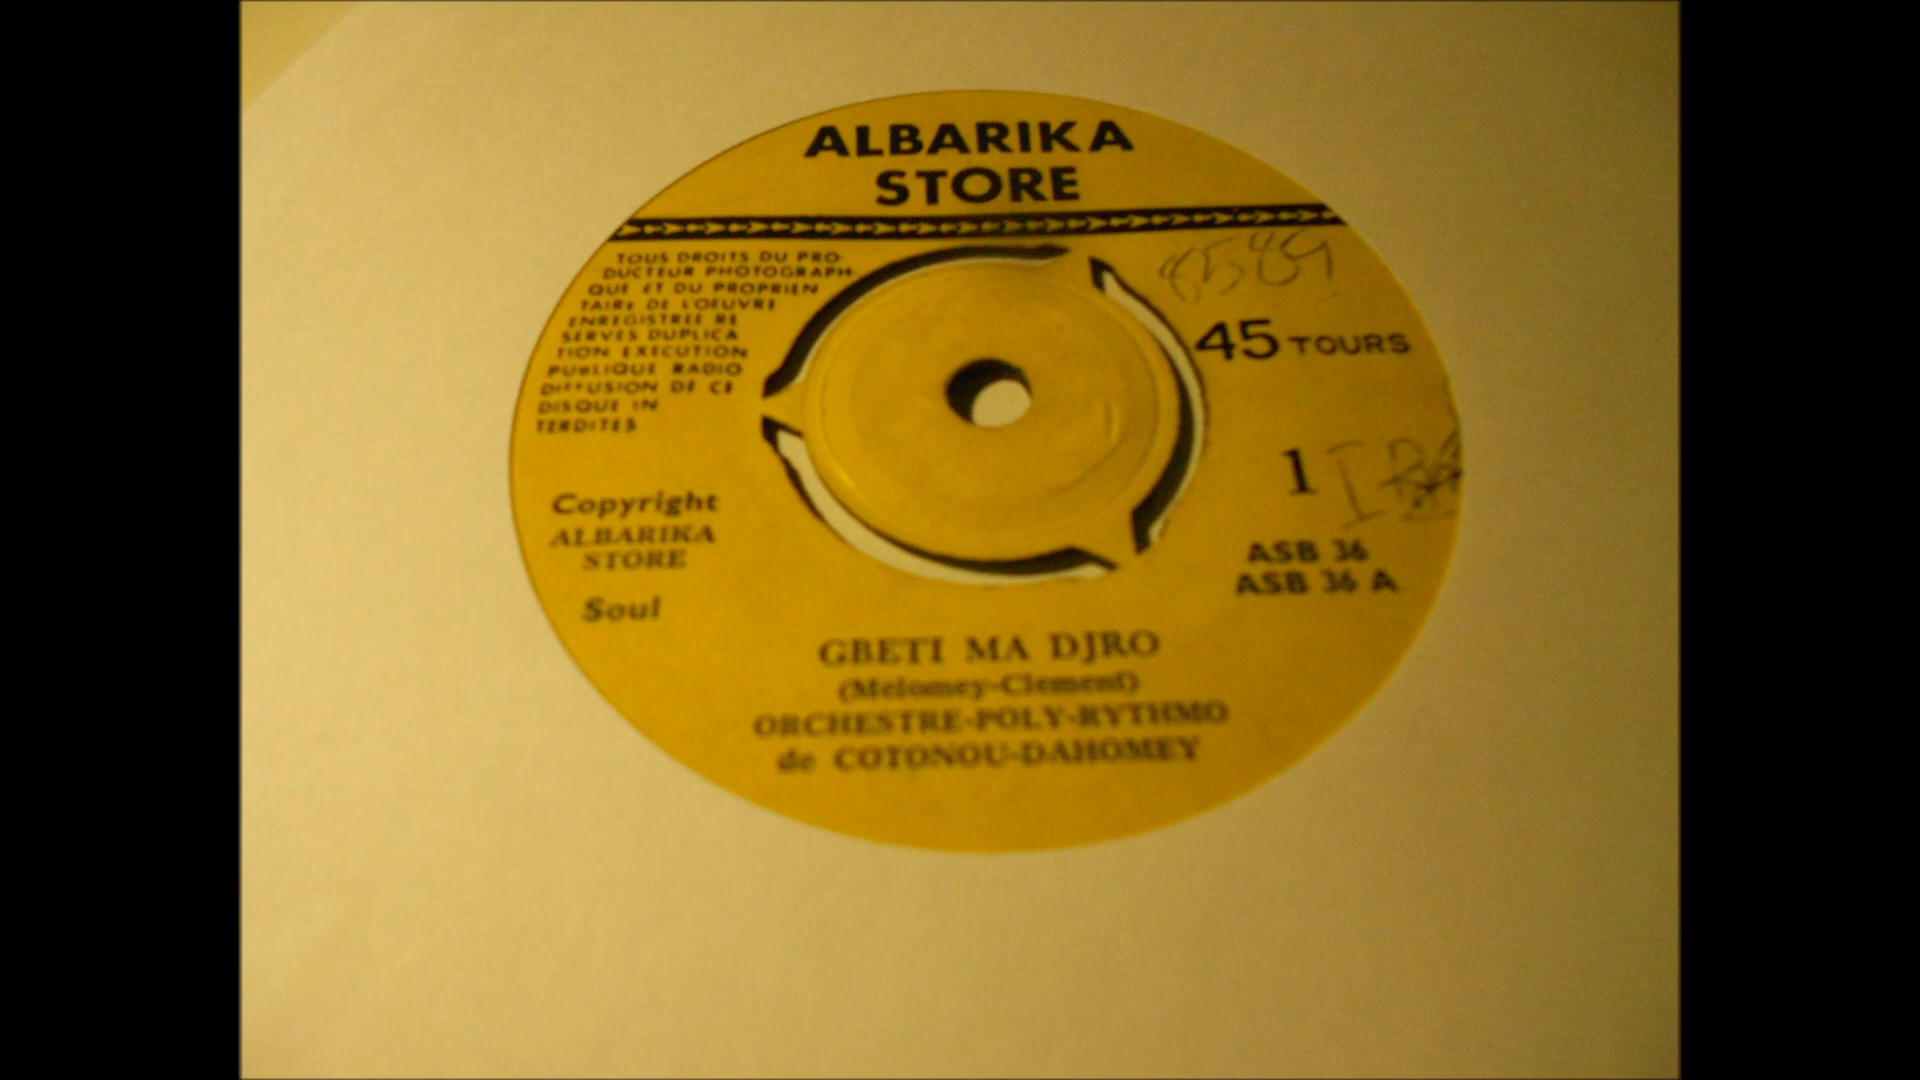 ALBARIKA
STORE
TOUS DROITS DU PRO-
DUCTEUR PHOTOGRAPH-
QUE ET DU PROPRIEN
TAIRE DE L'OEUVRE
ENREGISTREE RE
SERVES DUPLICA
TION EXECUTION
PUBLIQUE RADIO
DIFFUSION DE CE
DISQUE IN
TERDITES
8589
45 TOURS
1
ASB 36
ASB 36 A
Copyright
ALBARIKA
STORE
Soul
GBETI MA DJRO
(Melomey-Clement)
ORCHESTRE-POLY-RYTHMO
de COTONOU-DAHOMEY